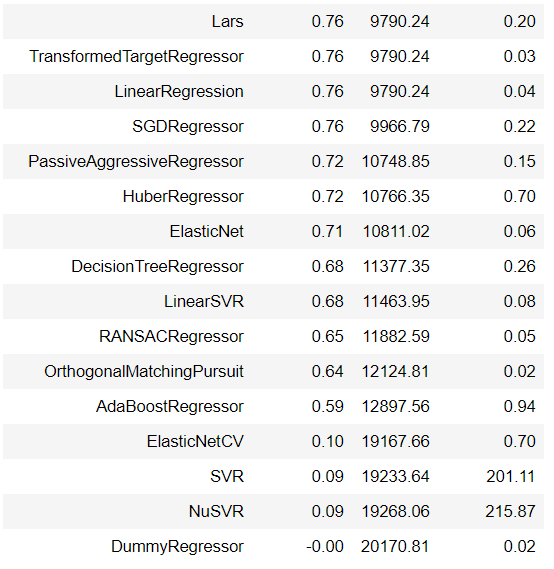 Lars 0.76 9790.24 0.20
TransformedTargetRegressor 0.76 9790.24 0.03
LinearRegression 0.76 9790.24 0.04
SGDRegressor 0.76 9966.79 0.22
PassiveAggressiveRegressor 0.72 10748.85 0.15
HuberRegressor 0.72 10766.35 0.70
ElasticNet 0.71 10811.02 0.06
DecisionTreeRegressor 0.68 11377.35 0.26
LinearSVR 0.68 11463.95 0.08
RANSACRegressor 0.65 11882.59 0.05
OrthogonalMatchingPursuit 0.64 12124.81 0.02
AdaBoostRegressor 0.59 12897.56 0.94
ElasticNetCV 0.10 19167.66 0.70
SVR 0.09 19233.64 201.11
NuSVR 0.09 19268.06 215.87
DummyRegressor -0.00 20170.81 0.02